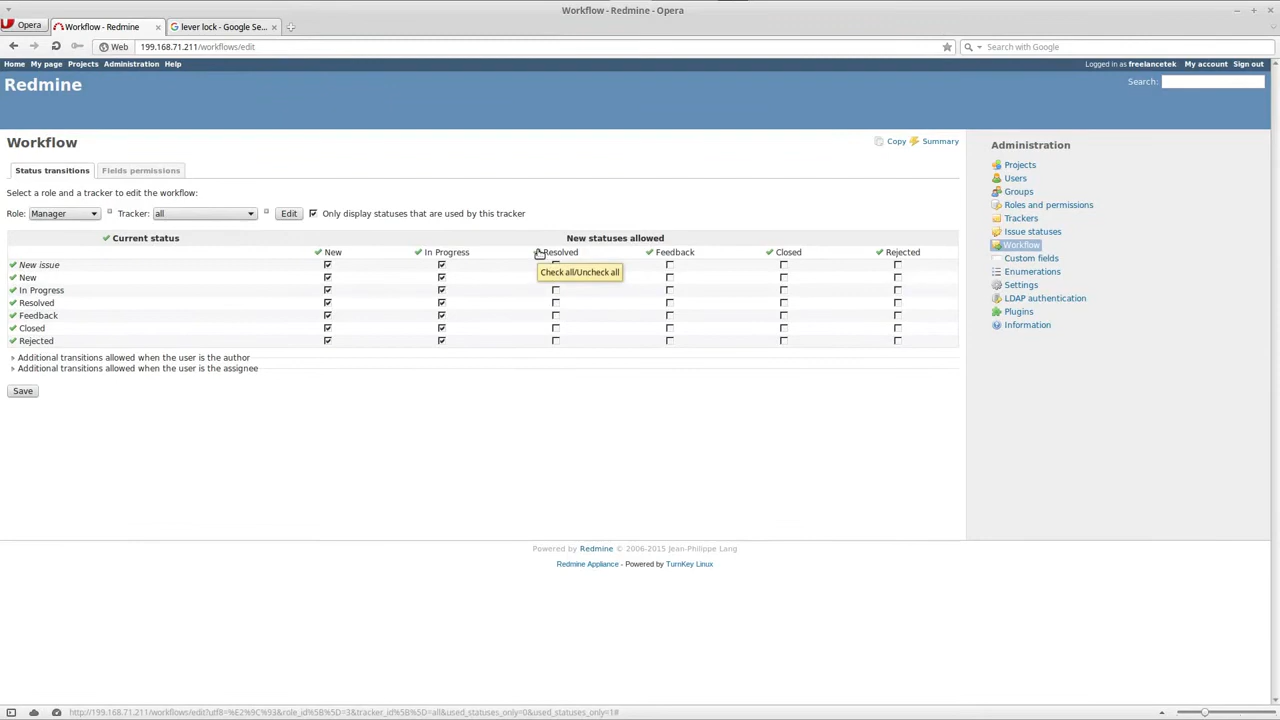 Workflow - Redmine - Opera
Opera
Workflow - Redmine
lever lock - Google Se...
Web
199.168.71.211/workflows/edit
Search with Google
Home My page Projects Administration Help
Logged in as freelancetek My account Sign out
Redmine
Search:
Workflow
Copy Summary
Status transitions
Fields permissions
Select a role and a tracker to edit the workflow:
Role: Manager Tracker: all Edit Only display statuses that are used by this tracker
Current status New statuses allowed
New In Progress Resolved Feedback Closed Rejected
New issue
Check all/Uncheck all
New
In Progress
Resolved
Feedback
Closed
Rejected
Additional transitions allowed when the user is the author
Additional transitions allowed when the user is the assignee
Save
Administration
Projects
Users
Groups
Roles and permissions
Trackers
Issue statuses
Workflow
Custom fields
Enumerations
Settings
LDAP authentication
Plugins
Information
Powered by Redmine © 2006-2015 Jean-Philippe Lang
Redmine Appliance - Powered by TurnKey Linux
http://199.168.71.211/workflows/edit?utf8=%E2%9C%93&role_id%5B%5D=3&tracker_id%5B%5D=all&used_statuses_only=0&used_statuses_only=1#